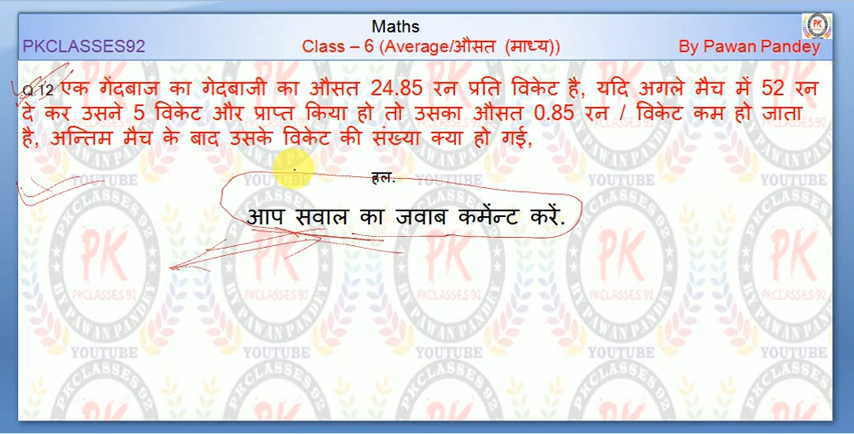 Maths
PKCLASSES92 Class – 6 (Average/औसत (माध्य)) By Pawan Pandey
Q.12 एक गेंदबाज का गेदबाजी का औसत 24.85 रन प्रति विकेट है, यदि अगले मैच में 52 रन
दे कर उसने 5 विकेट और प्राप्त किया हो तो उसका औसत 0.85 रन / विकेट कम हो जाता
है, अन्तिम मैच के बाद उसके विकेट की संख्या क्या हो गई,
हल.
आप सवाल का जवाब कमेंन्ट करें.